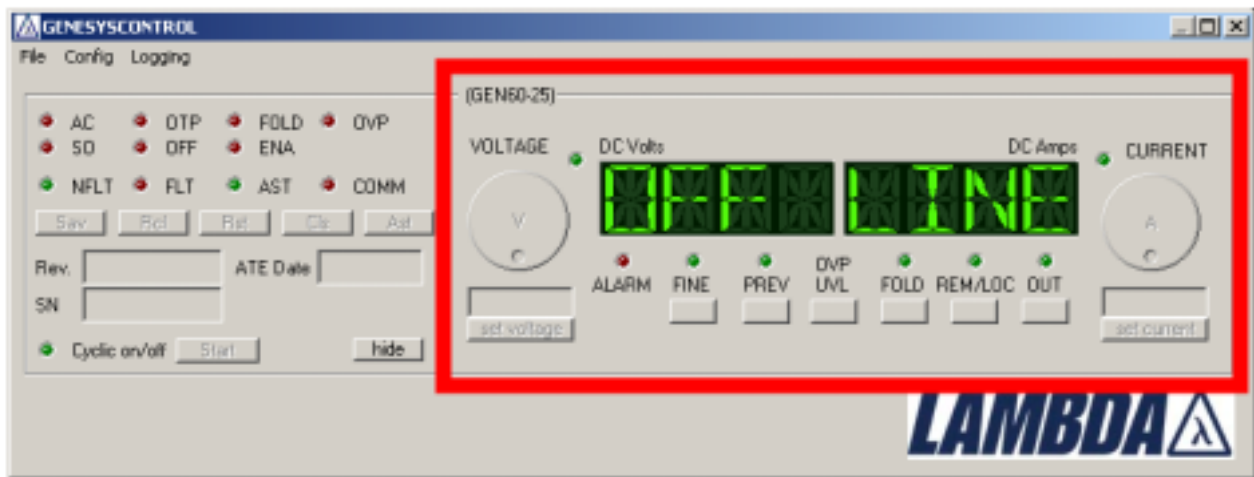 GENESYSCONTROL
File Config Logging
(GEN60-25)
AC OTP FOLD OVP
SO OFF ENA
NFLT FLT AST COMM
Sav Rcl Rst Cls Ast
Rev. ATE Date
SN
Cyclic on/off Start hide
VOLTAGE DC Volts DC Amps CURRENT
V OFF LINE A
ALARM FINE PREV OVP UVL FOLD REM/LOC OUT
set voltage set current
LAMBDA λ